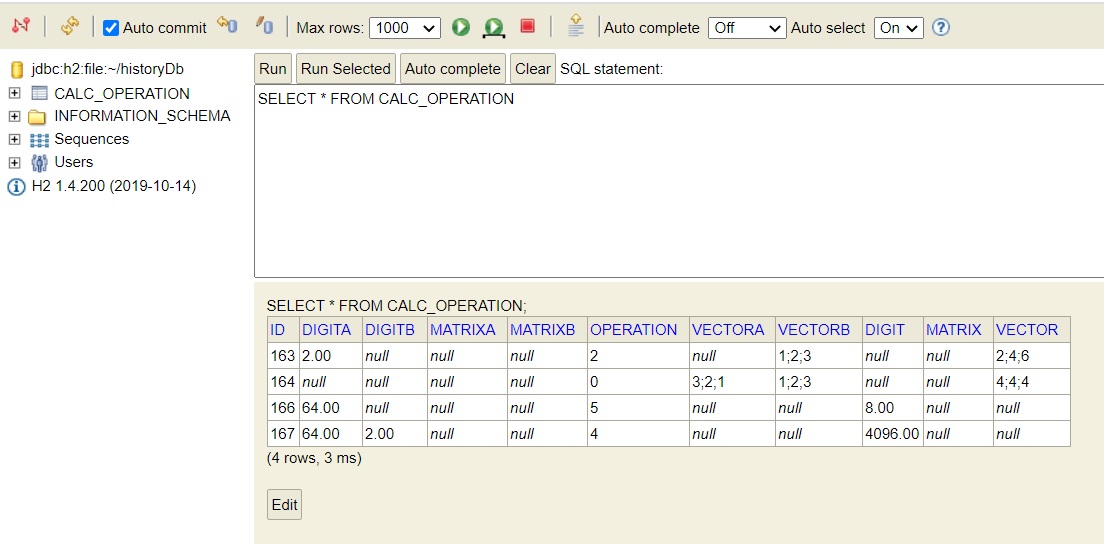 Auto commit Max rows: 1000 Auto complete Off Auto select On
jdbc:h2:file:~/historyDb
CALC_OPERATION
INFORMATION_SCHEMA
Sequences
Users
H2 1.4.200 (2019-10-14)
Run Run Selected Auto complete Clear SQL statement:
SELECT * FROM CALC_OPERATION
SELECT * FROM CALC_OPERATION;
ID DIGITA DIGITB MATRIXA MATRIXB OPERATION VECTORA VECTORB DIGIT MATRIX VECTOR
163 2.00 null null null 2 null 1;2;3 null null 2;4;6
164 null null null null 0 3;2;1 1;2;3 null null 4;4;4
166 64.00 null null null 5 null null 8.00 null null
167 64.00 2.00 null null 4 null null 4096.00 null null
(4 rows, 3 ms)
Edit